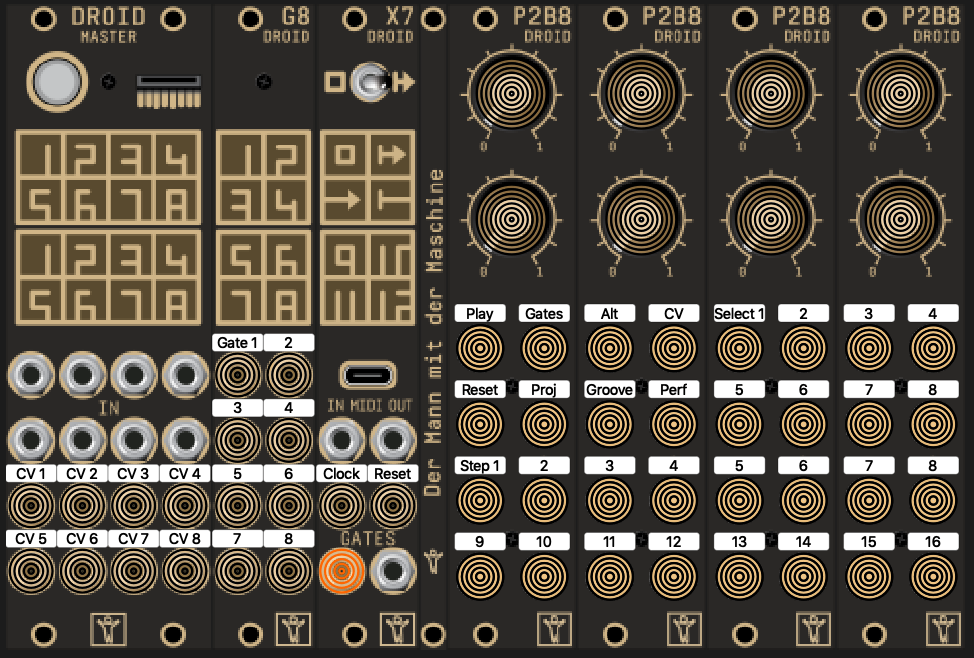 DROID
MASTER
G8
DROID
X7
DROID
P2B8
DROID
P2B8
DROID
P2B8
DROID
P2B8
DROID
0 1
0 1
0 1
0 1
0 1
0 1
0 1
0 1
1 2 3 4
5 6 7 8
1 2
3 4
1 2 3 4
5 6 7 8
5 6
7 8
9 10
11 12
Der Mann mit der Maschine
Play Gates Alt CV Select 1 2 3 4
Gate 1 2
Reset Proj Groove Perf 5 6 7 8
IN
3 4
IN MIDI OUT
CV 1 CV 2 CV 3 CV 4 5 6 Clock Reset
Step 1 2 3 4 5 6 7 8
CV 5 CV 6 CV 7 CV 8 7 8
GATES
9 10 11 12 13 14 15 16